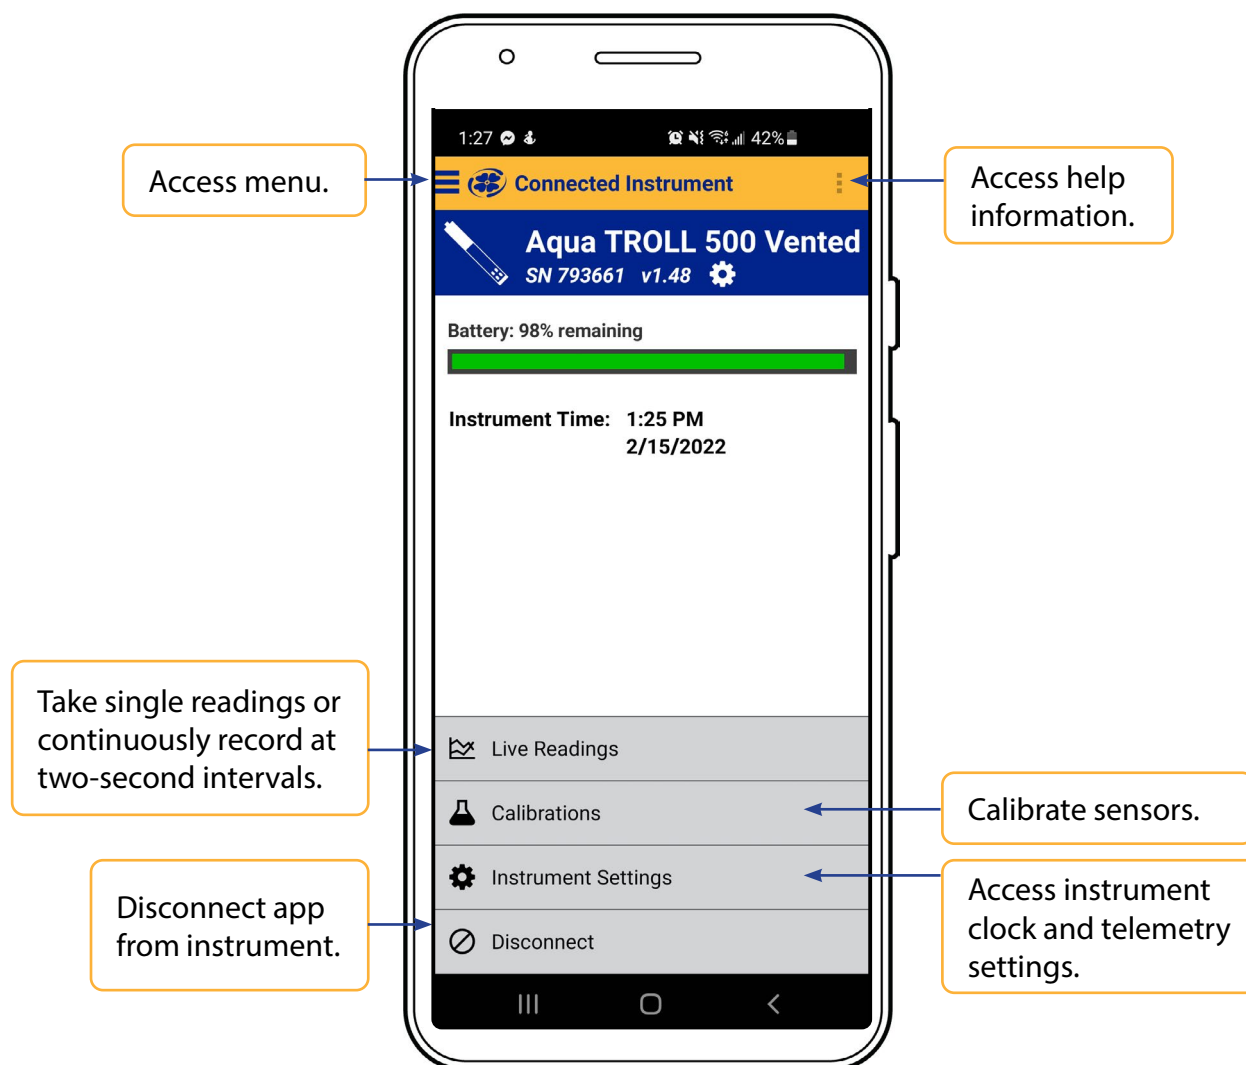 1:27
42%
Access menu.
Connected Instrument
Access help
information.
Aqua TROLL 500 Vented
SN 793661 v1.48
Battery: 98% remaining
Instrument Time: 1:25 PM
2/15/2022
Take single readings or
continuously record at
two-second intervals.
Live Readings
Calibrations
Calibrate sensors.
Instrument Settings
Access instrument
clock and telemetry
settings.
Disconnect app
from instrument.
Disconnect